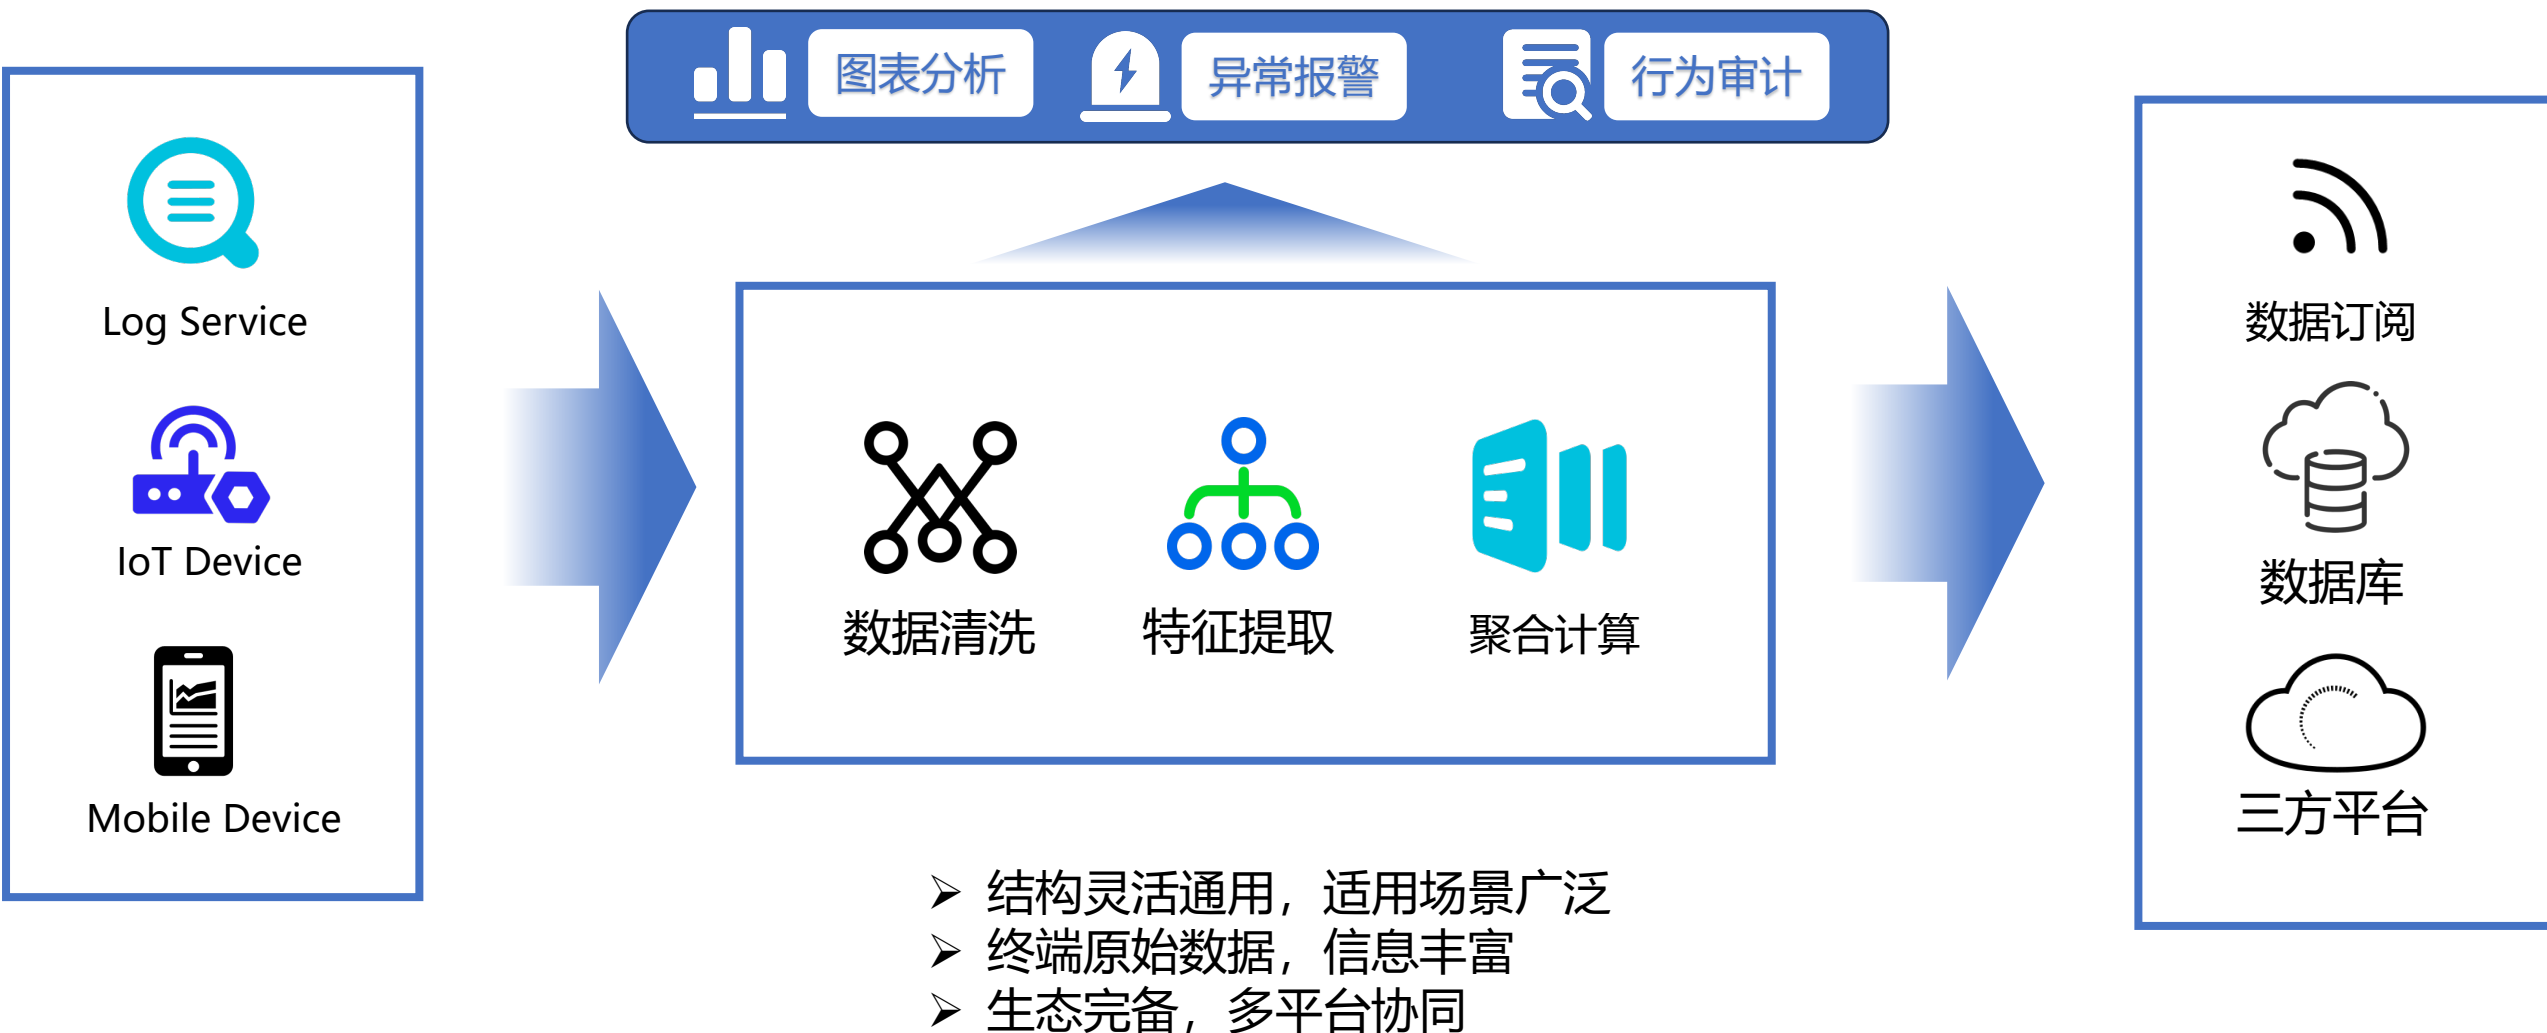 图表分析
异常报警
行为审计
Log Service
IoT Device
Mobile Device
数据清洗
特征提取
聚合计算
数据订阅
数据库
三方平台
结构灵活通用，适用场景广泛
终端原始数据，信息丰富
生态完备，多平台协同